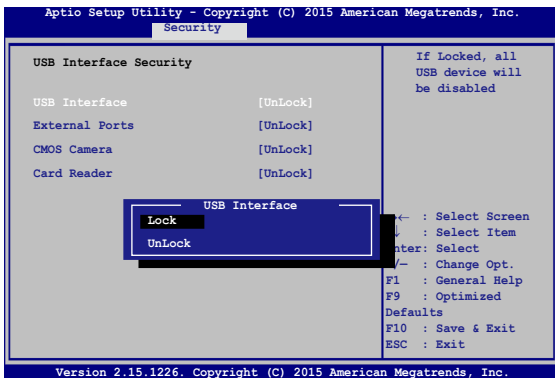 Aptio Setup Utility - Copyright (C) 2015 American Megatrends, Inc.
Security
USB Interface Security
USB Interface [UnLock]
External Ports [UnLock]
CMOS Camera [UnLock]
Card Reader [UnLock]
If Locked, all
USB device will
be disabled
USB Interface
Lock
UnLock
→← : Select Screen
↓ : Select Item
nter: Select
/— : Change Opt.
F1 : General Help
F9 : Optimized
Defaults
F10 : Save & Exit
ESC : Exit
Version 2.15.1226. Copyright (C) 2015 American Megatrends, Inc.